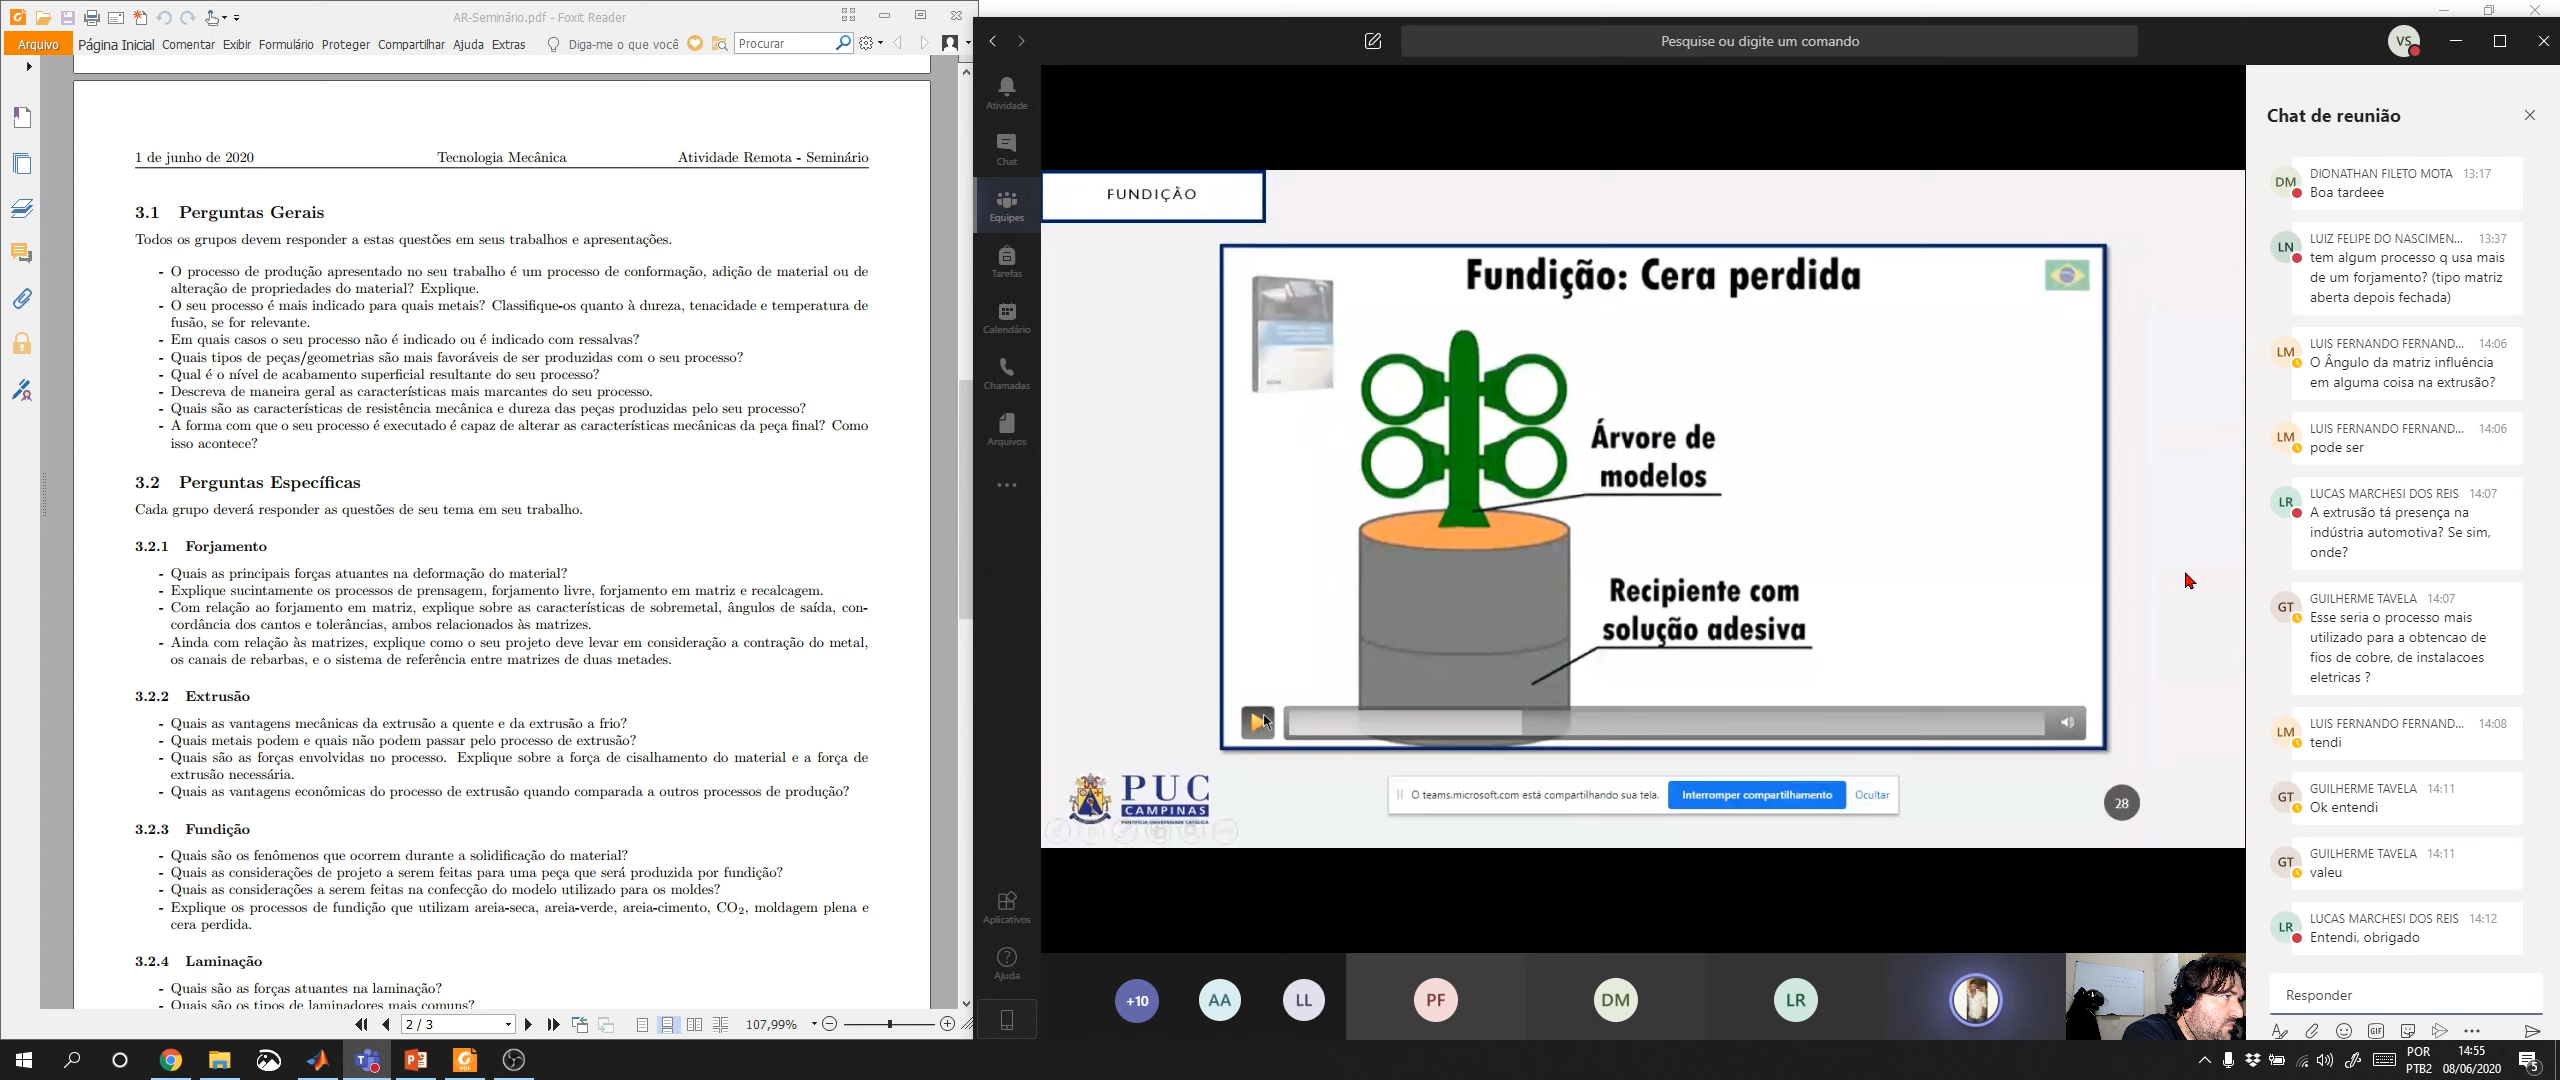 AR-Seminário.pdf - Foxit Reader
Arquivo
Página Inicial Comentar Exibir Formulário Proteger Compartilhar Ajuda Extras
Diga-me o que você
Procurar
1 de junho de 2020 Tecnologia Mecânica Atividade Remota - Seminário
3.1 Perguntas Gerais
Todos os grupos devem responder a estas questões em seus trabalhos e apresentações.
- O processo de produção apresentado no seu trabalho é um processo de conformação, adição de material ou de
alteração de propriedades do material? Explique.
- O seu processo é mais indicado para quais metais? Classifique-os quanto à dureza, tenacidade e temperatura de
fusão, se for relevante.
- Em quais casos o seu processo não é indicado ou é indicado com ressalvas?
- Quais tipos de peças/geometrias são mais favoráveis de ser produzidas com o seu processo?
- Qual é o nível de acabamento superficial resultante do seu processo?
- Descreva de maneira geral as características mais marcantes do seu processo.
- Quais são as características de resistência mecânica e dureza das peças produzidas pelo seu processo?
- A forma com que o seu processo é executado é capaz de alterar as características mecânicas da peça final? Como
isso acontece?
3.2 Perguntas Específicas
Cada grupo deverá responder as questões de seu tema em seu trabalho.
3.2.1 Forjamento
- Quais as principais forças atuantes na deformação do material?
- Explique sucintamente os processos de prensagem, forjamento livre, forjamento em matriz e recalcagem.
- Com relação ao forjamento em matriz, explique sobre as características de sobremetal, ângulos de saída, con-
cordância dos cantos e tolerâncias, ambos relacionados às matrizes.
- Ainda com relação às matrizes, explique como o seu projeto deve levar em consideração a contração do metal,
os canais de rebarbas, e o sistema de referência entre matrizes de duas metades.
3.2.2 Extrusão
- Quais as vantagens mecânicas da extrusão a quente e da extrusão a frio?
- Quais metais podem e quais não podem passar pelo processo de extrusão?
- Quais são as forças envolvidas no processo. Explique sobre a força de cisalhamento do material e a força de
extrusão necessária.
- Quais as vantagens econômicas do processo de extrusão quando comparada a outros processos de produção?
3.2.3 Fundição
- Quais são os fenômenos que ocorrem durante a solidificação do material?
- Quais as considerações de projeto a serem feitas para uma peça que será produzida por fundição?
- Quais as considerações a serem feitas na confecção do modelo utilizado para os moldes?
- Explique os processos de fundição que utilizam areia-seca, areia-verde, areia-cimento, CO2, moldagem plena e
cera perdida.
3.2.4 Laminação
- Quais são as forças atuantes na laminação?
- Quais são os tipos de laminadores mais comuns?
2 / 3
107,99%
Pesquise ou digite um comando
VS
Atividade
Chat
Equipes
Tarefas
Calendário
Chamadas
Arquivos
Aplicativos
Ajuda
FUNDIÇÃO
Fundição: Cera perdida
Árvore de
modelos
Recipiente com
solução adesiva
PUC
CAMPINAS
PONTIFÍCIA UNIVERSIDADE CATÓLICA
O teams.microsoft.com está compartilhando sua tela. Interromper compartilhamento Ocultar
28
+10 AA LL PF DM LR
Chat de reunião
DM
DIONATHAN FILETO MOTA 13:17
Boa tardeee
LN
LUIZ FELIPE DO NASCIMEN... 13:37
tem algum processo q usa mais
de um forjamento? (tipo matriz
aberta depois fechada)
LM
LUIS FERNANDO FERNAND... 14:06
O Ângulo da matriz influência
em alguma coisa na extrusão?
LM
LUIS FERNANDO FERNAND... 14:06
pode ser
LR
LUCAS MARCHESI DOS REIS 14:07
A extrusão tá presença na
indústria automotiva? Se sim,
onde?
GT
GUILHERME TAVELA 14:07
Esse seria o processo mais
utilizado para a obtencao de
fios de cobre, de instalacoes
eletricas ?
LM
LUIS FERNANDO FERNAND... 14:08
tendi
GT
GUILHERME TAVELA 14:11
Ok entendi
GT
GUILHERME TAVELA 14:11
valeu
LR
LUCAS MARCHESI DOS REIS 14:12
Entendi, obrigado
Responder
GIF
POR
PTB2
14:55
08/06/2020
5